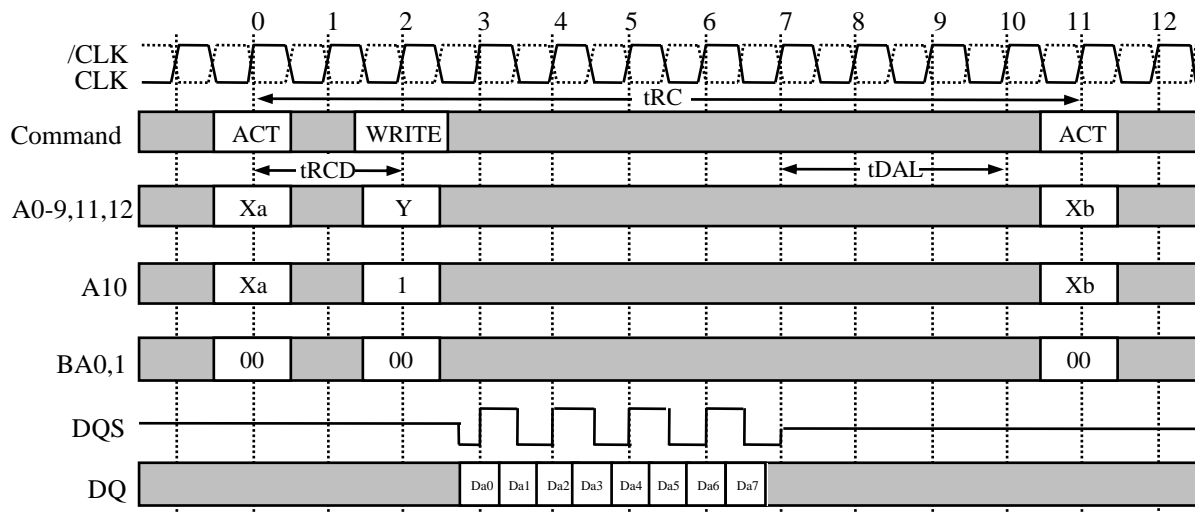 0 1 2 3 4 5 6 7 8 9 10 11 12
/CLK
CLK
tRC
Command ACT WRITE ACT
tRCD tDAL
A0-9,11,12 Xa Y Xb
A10 Xa 1 Xb
BA0,1 00 00 00
DQS
DQ Da0 Da1 Da2 Da3 Da4 Da5 Da6 Da7